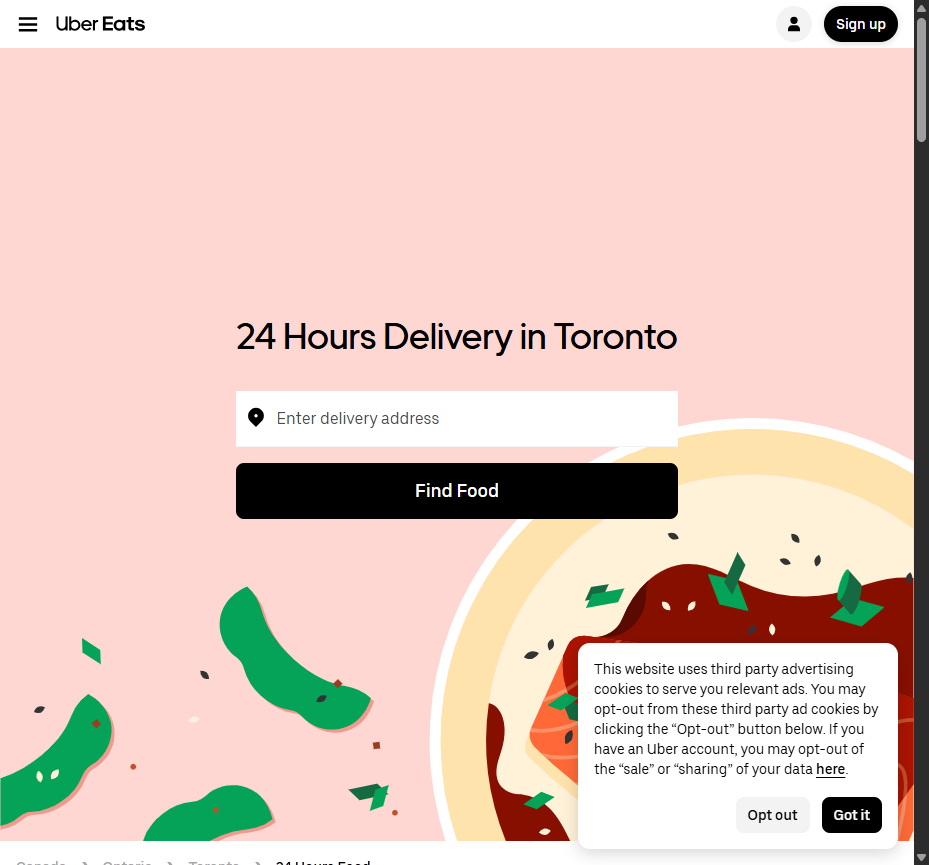 Uber Eats
Sign up
24 Hours Delivery in Toronto
Enter delivery address
Find Food
This website uses third party advertising
cookies to serve you relevant ads. You may
opt-out from these third party ad cookies by
clicking the “Opt-out” button below. If you
have an Uber account, you may opt-out of
the “sale” or “sharing” of your data here.
Opt out
Got it
Canada > Ontario > Toronto > 24 Hours Food